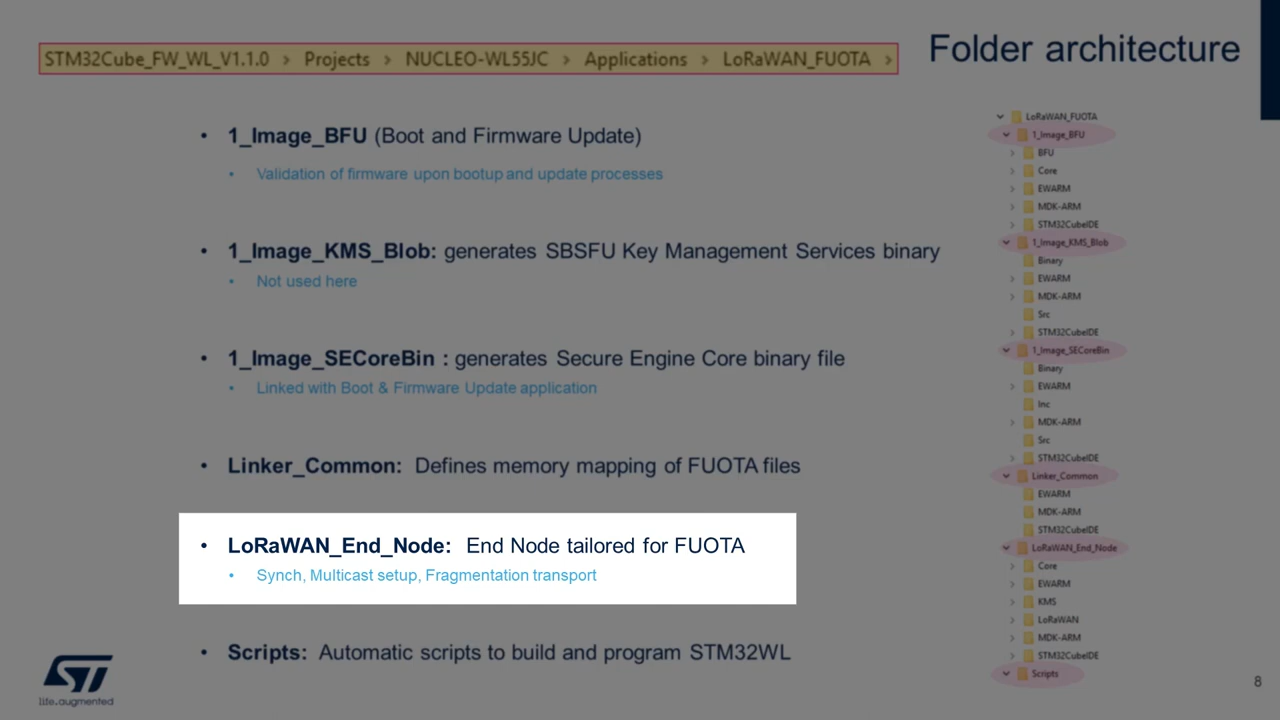 STM32Cube_FW_WL_V1.1.0 > Projects > NUCLEO-WL55JC > Applications > LoRaWAN_FUOTA >
Folder architecture
• 1_Image_BFU (Boot and Firmware Update)
• Validation of firmware upon bootup and update processes
• 1_Image_KMS_Blob: generates SBSFU Key Management Services binary
• Not used here
• 1_Image_SECoreBin : generates Secure Engine Core binary file
• Linked with Boot & Firmware Update application
• Linker_Common: Defines memory mapping of FUOTA files
• LoRaWAN_End_Node: End Node tailored for FUOTA
• Synch, Multicast setup, Fragmentation transport
• Scripts: Automatic scripts to build and program STM32WL
LoRaWAN_FUOTA
1_Image_BFU
BFU
Core
EWARM
MDK-ARM
STM32CubeIDE
1_Image_KMS_Blob
Binary
EWARM
MDK-ARM
Src
STM32CubeIDE
1_Image_SECoreBin
Binary
EWARM
Inc
MDK-ARM
Src
STM32CubeIDE
Linker_Common
EWARM
MDK-ARM
STM32CubeIDE
LoRaWAN_End_Node
Core
EWARM
KMS
LoRaWAN
MDK-ARM
STM32CubeIDE
Scripts
ST
life.augmented
8